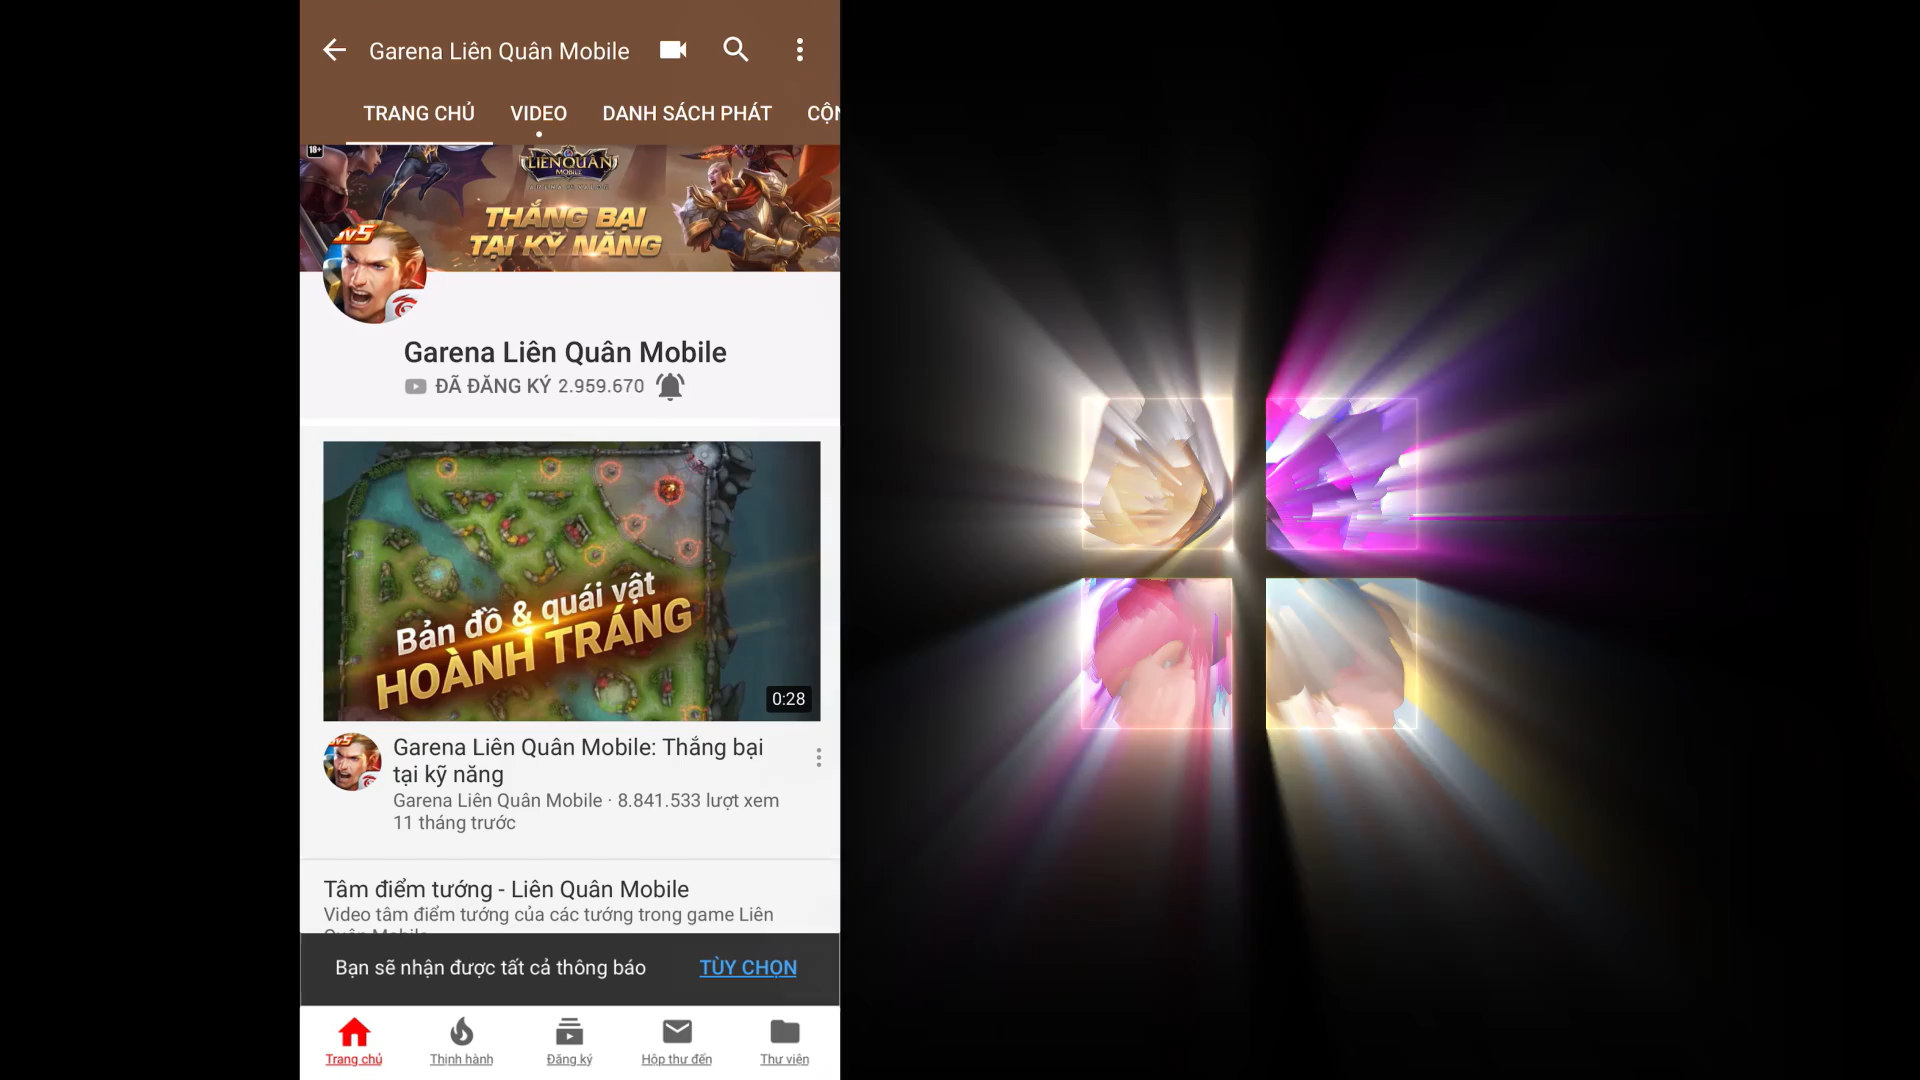 Garena Liên Quân Mobile
TRANG CHỦ VIDEO DANH SÁCH PHÁT CỘN
18+
LIÊN QUÂN
MOBILE
THẮNG BẠI
TẠI KỸ NĂNG
5V5
Garena Liên Quân Mobile
ĐÃ ĐĂNG KÝ 2.959.670
Bản đồ & quái vật
HOÀNH TRÁNG
0:28
Garena Liên Quân Mobile: Thắng bại
tại kỹ năng
Garena Liên Quân Mobile · 8.841.533 lượt xem
11 tháng trước
Tâm điểm tướng - Liên Quân Mobile
Video tâm điểm tướng của các tướng trong game Liên
Quân Mobile
Bạn sẽ nhận được tất cả thông báo TÙY CHỌN
Trang chủ Thịnh hành Đăng ký Hộp thư đến Thư viện